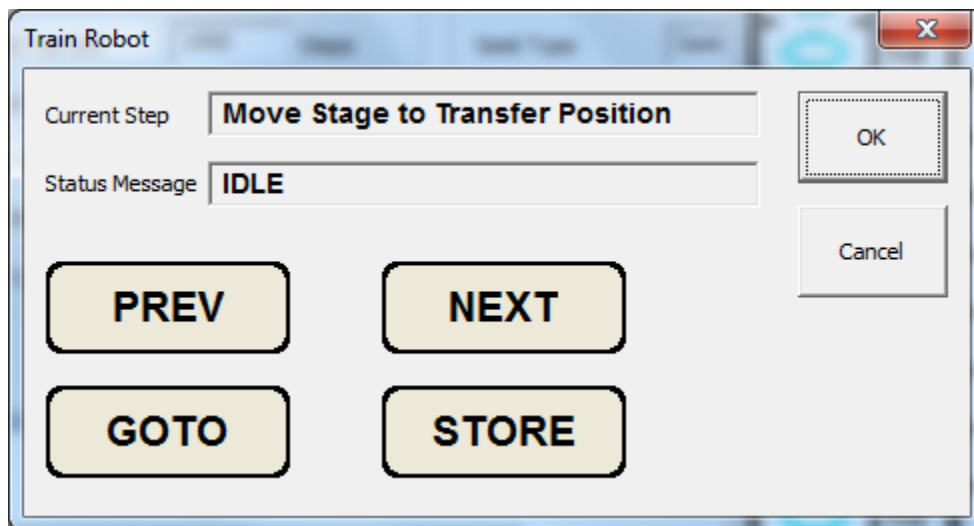 Train Robot
Current Step
Move Stage to Transfer Position
OK
Status Message
IDLE
Cancel
PREV
NEXT
GOTO
STORE